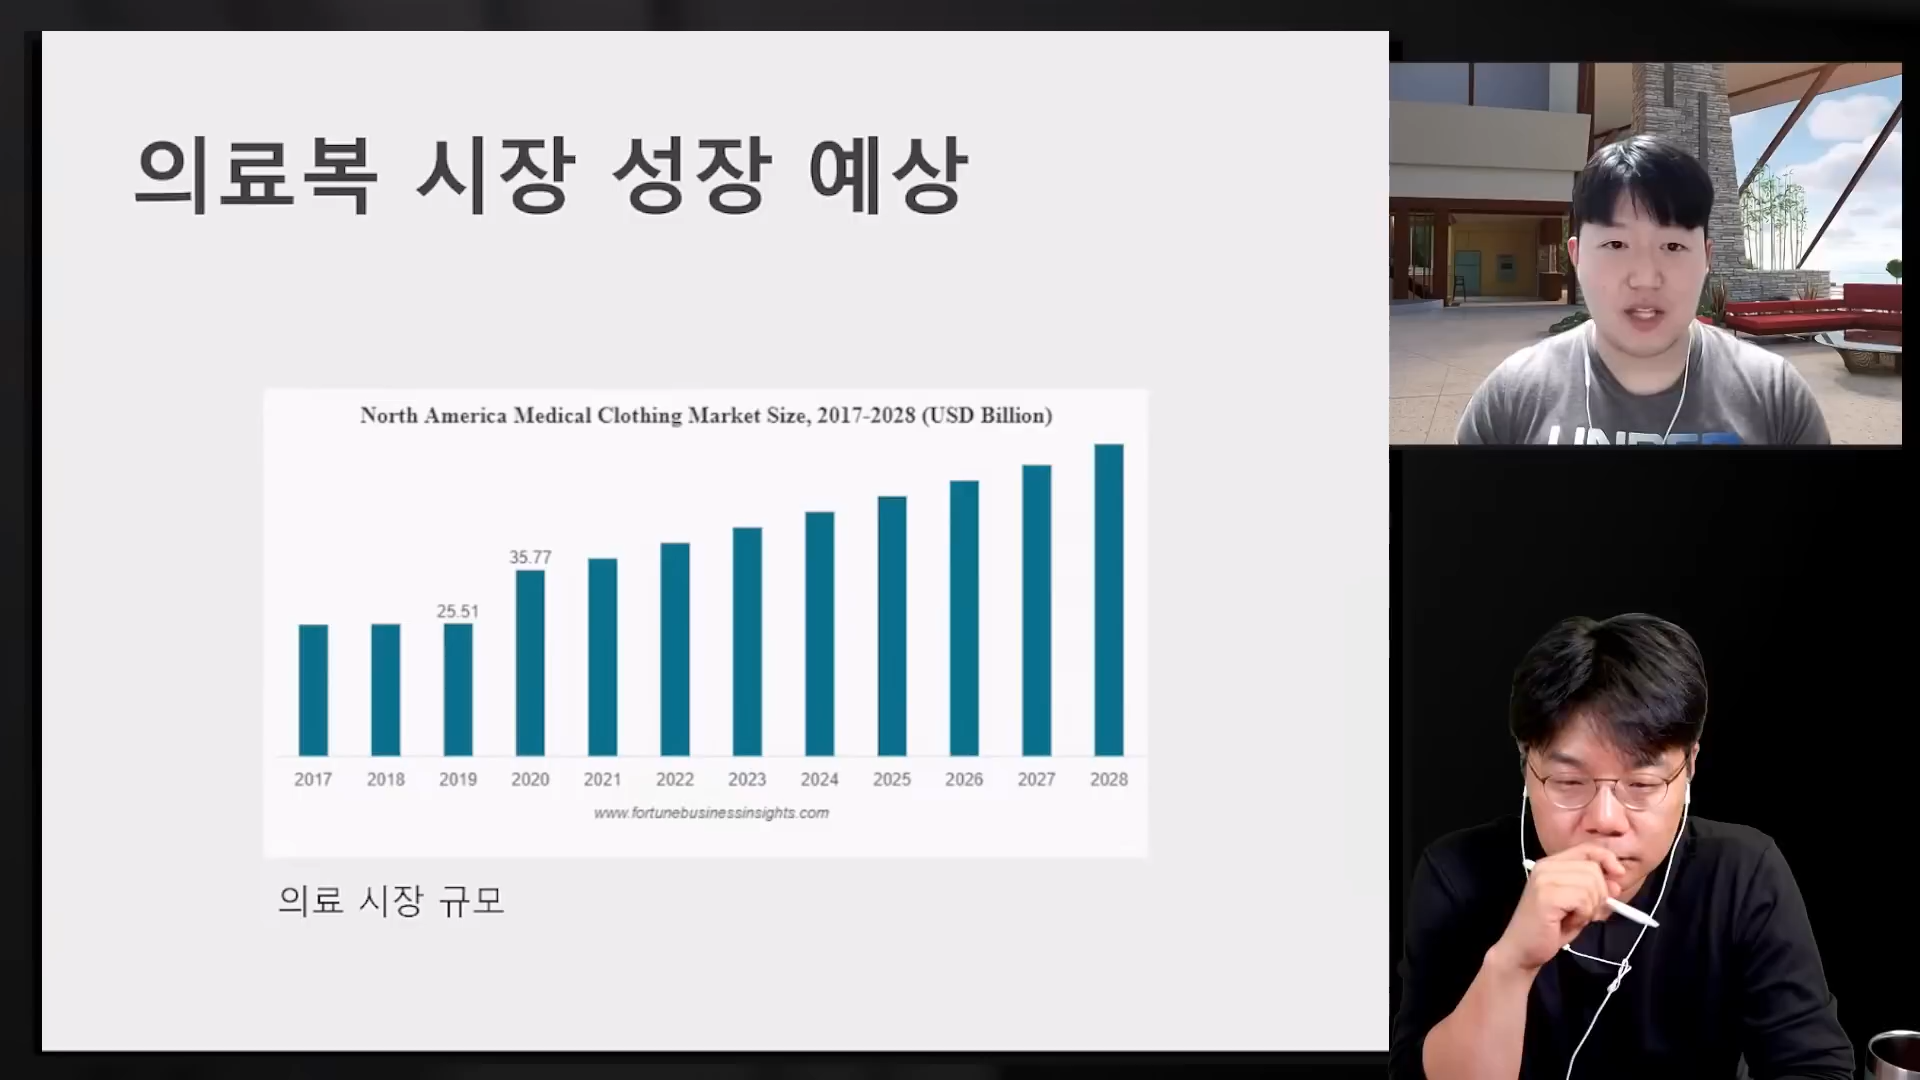 의료복 시장 성장 예상
North America Medical Clothing Market Size, 2017-2028 (USD Billion)
35.77
25.51
2017 2018 2019 2020 2021 2022 2023 2024 2025 2026 2027 2028
www.fortunebusinessinsights.com
의료 시장 규모